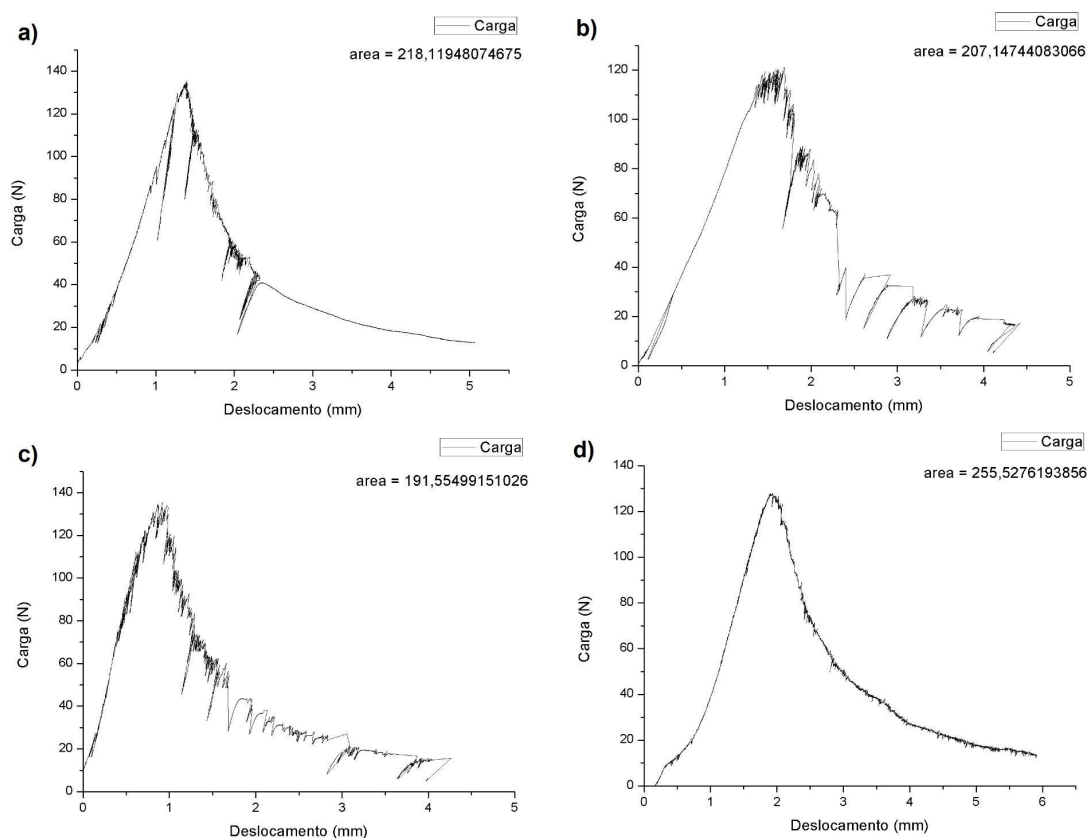 a)
Carga
area = 218,11948074675
140
120
100
80
60
40
20
0
Carga (N)
0 1 2 3 4 5
Deslocamento (mm)
b)
Carga
area = 207,14744083066
120
100
80
60
40
20
0
Carga (N)
0 1 2 3 4 5
Deslocamento (mm)
c)
Carga
area = 191,55499151026
140
120
100
80
60
40
20
0
Carga (N)
0 1 2 3 4 5
Deslocamento (mm)
d)
Carga
area = 255,5276193856
140
120
100
80
60
40
20
0
Carga (N)
0 1 2 3 4 5 6
Deslocamento (mm)